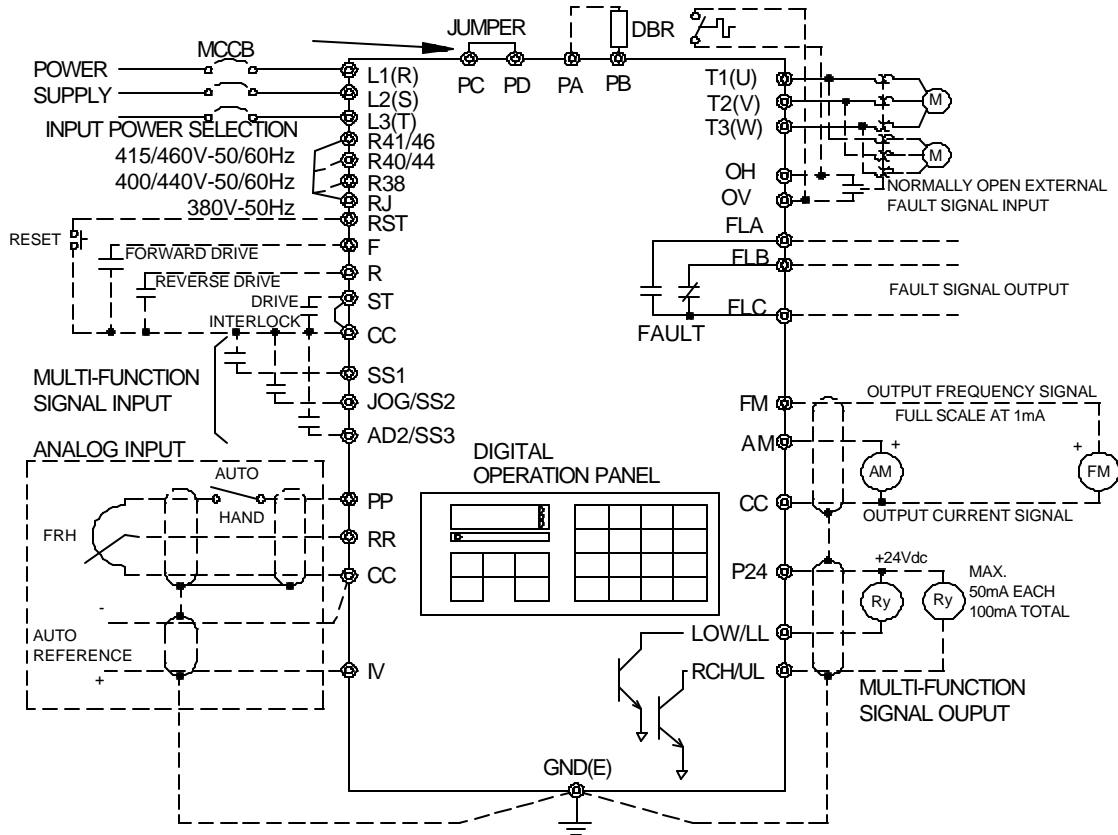 JUMPER
DBR
MCCB
POWER
SUPPLY
L1(R)
L2(S)
L3(T)
PC
PD
PA
PB
T1(U)
T2(V)
T3(W)
M
M
INPUT POWER SELECTION
415/460V-50/60Hz
400/440V-50/60Hz
380V-50Hz
R41/46
R40/44
R38
RJ
RST
OH
OV
NORMALLY OPEN EXTERNAL
FAULT SIGNAL INPUT
RESET
F
FORWARD DRIVE
R
REVERSE DRIVE
ST
DRIVE
INTERLOCK
CC
FLA
FLB
FLC
FAULT
FAULT SIGNAL OUTPUT
MULTI-FUNCTION
SIGNAL INPUT
SS1
JOG/SS2
AD2/SS3
FM
AM
CC
OUTPUT FREQUENCY SIGNAL
FULL SCALE AT 1mA
+
AM
+
FM
OUTPUT CURRENT SIGNAL
ANALOG INPUT
AUTO
HAND
FRH
PP
RR
CC
-
AUTO
REFERENCE
+
IV
DIGITAL
OPERATION PANEL
P24
+24Vdc
Ry
Ry
MAX.
50mA EACH
100mA TOTAL
LOW/LL
RCH/UL
MULTI-FUNCTION
SIGNAL OUPUT
GND(E)